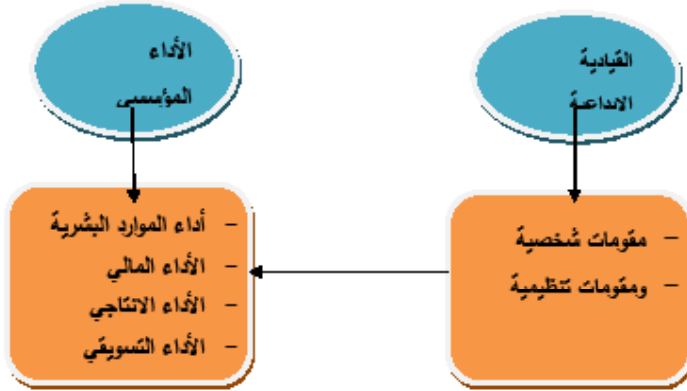 القيادية
الابداعية
- مقومات شخصية
- ومقومات تنظيمية
الأداء
المؤسسي
- أداء الموارد البشرية
- الأداء المالي
- الأداء الانتاجي
- الأداء التسويقي